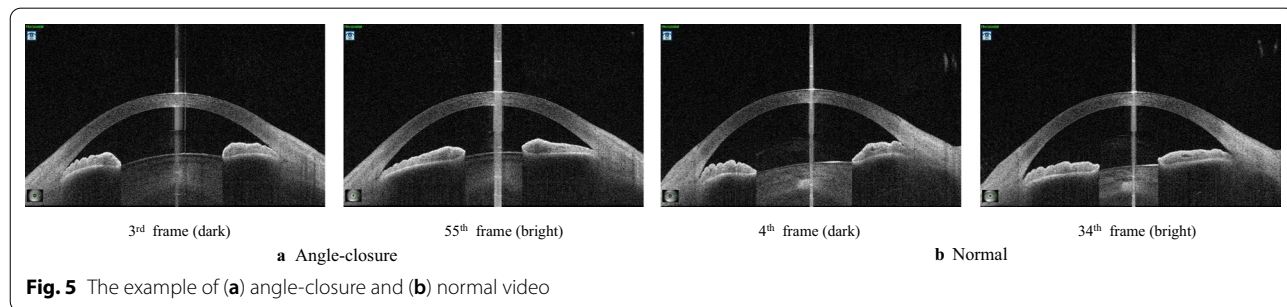 3rd frame (dark)
55th frame (bright)
4th frame (dark)
34th frame (bright)
a Angle-closure
b Normal
Fig. 5 The example of (a) angle-closure and (b) normal video